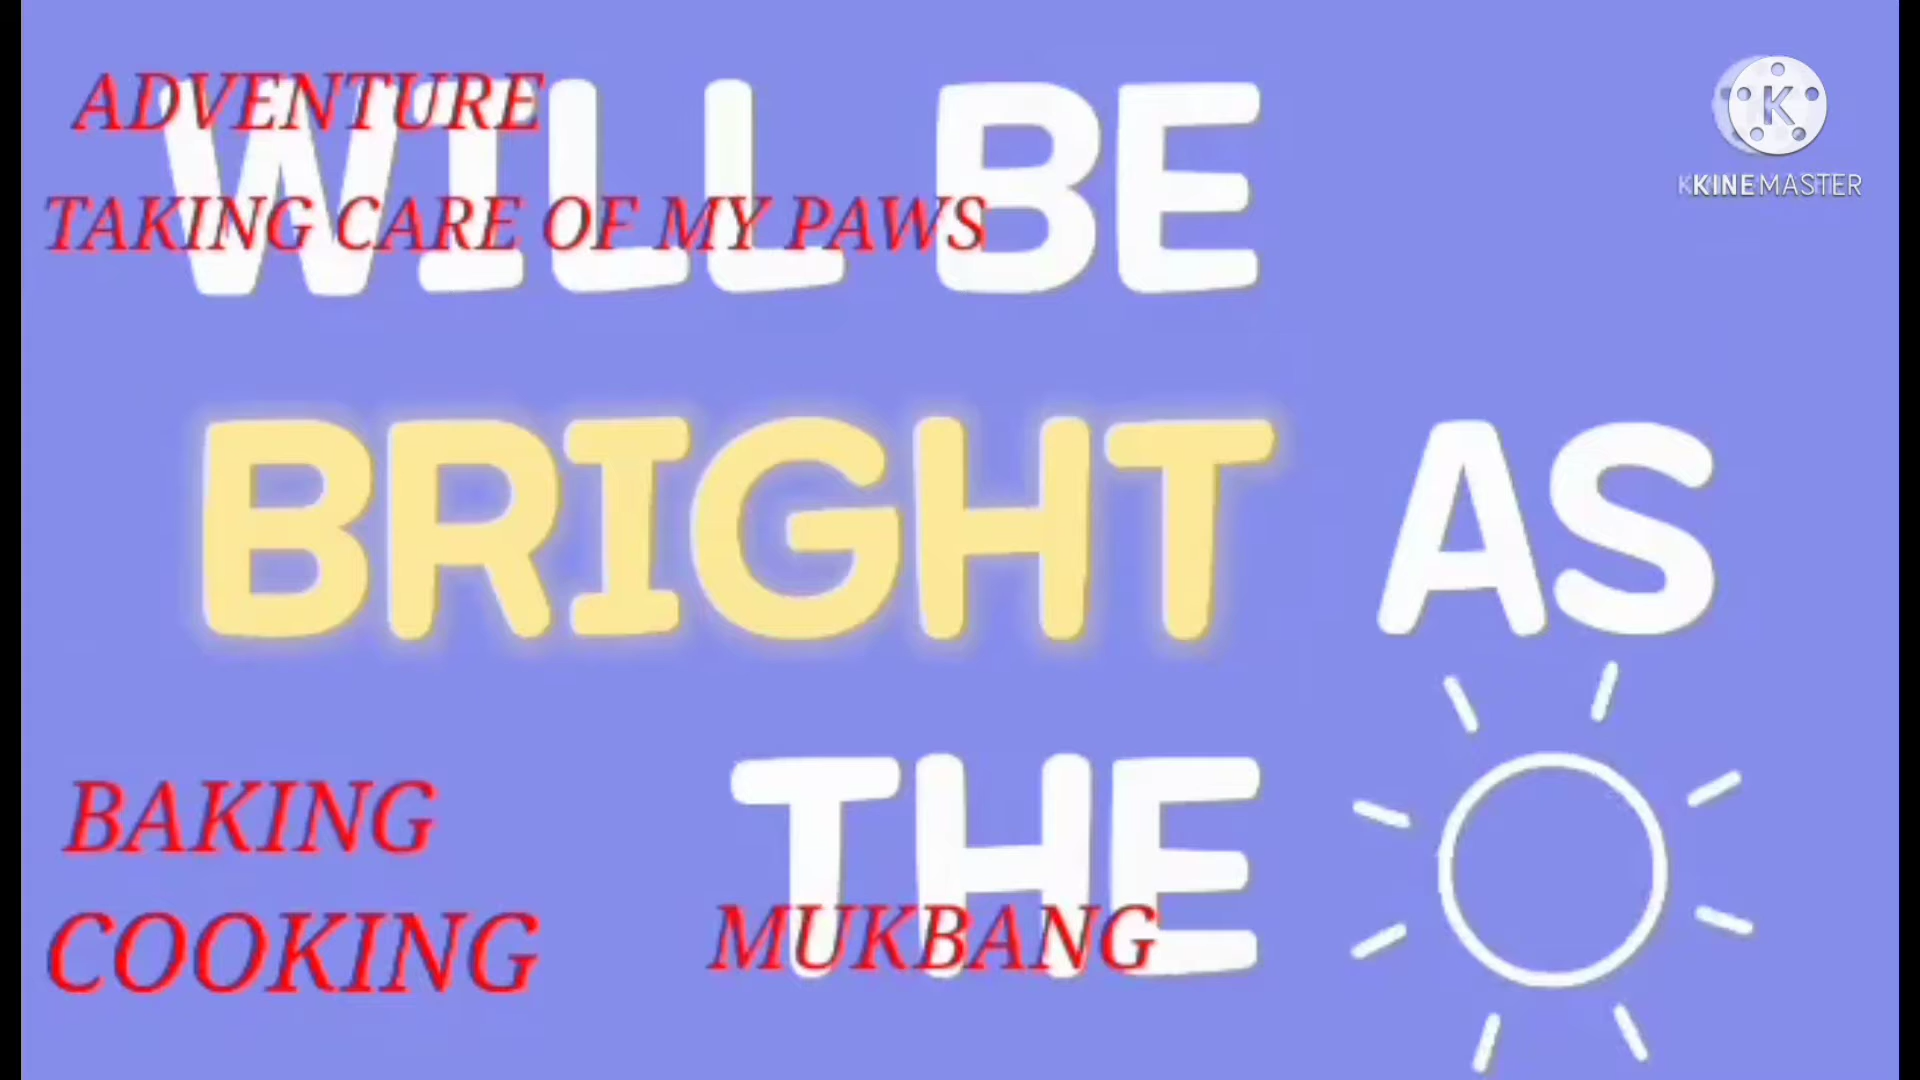 ADVENTURE
WILL BE
TAKING CARE OF MY PAWS
BRIGHT AS
THE
BAKING
COOKING
MUKBANG
KINEMASTER